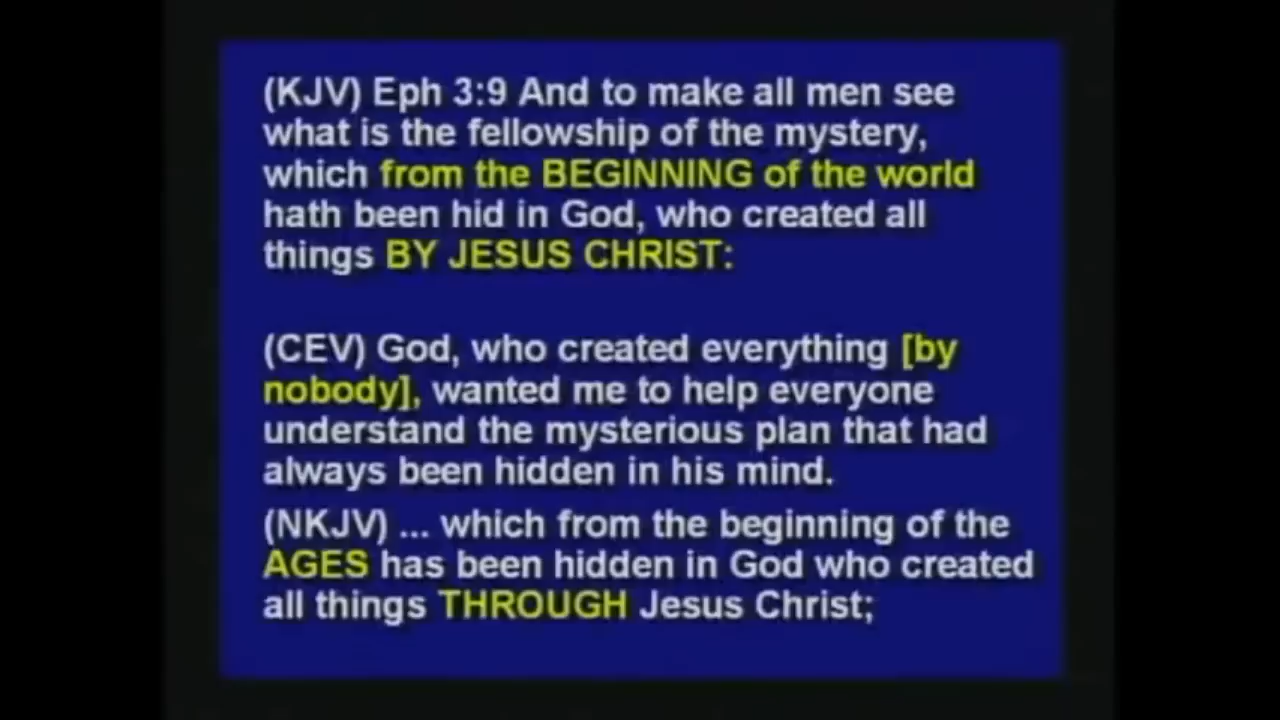 (KJV) Eph 3:9 And to make all men see
what is the fellowship of the mystery,
which from the BEGINNING of the world
hath been hid in God, who created all
things BY JESUS CHRIST:
(CEV) God, who created everything [by
nobody], wanted me to help everyone
understand the mysterious plan that had
always been hidden in his mind.
(NKJV) ... which from the beginning of the
AGES has been hidden in God who created
all things THROUGH Jesus Christ;